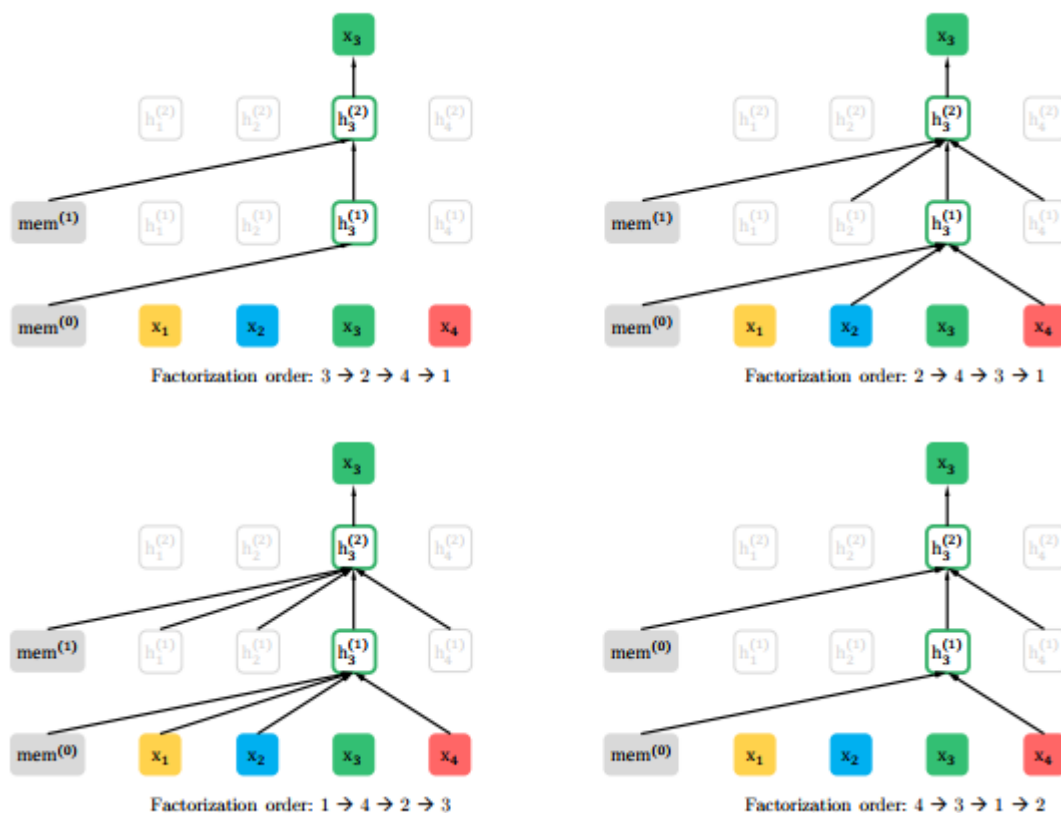 x₃
h₁⁽²⁾ h₂⁽²⁾ h₃⁽²⁾ h₄⁽²⁾
mem⁽¹⁾ h₁⁽¹⁾ h₂⁽¹⁾ h₃⁽¹⁾ h₄⁽¹⁾
mem⁽⁰⁾ x₁ x₂ x₃ x₄
Factorization order: 3 → 2 → 4 → 1
x₃
h₁⁽²⁾ h₂⁽²⁾ h₃⁽²⁾ h₄⁽²⁾
mem⁽¹⁾ h₁⁽¹⁾ h₂⁽¹⁾ h₃⁽¹⁾ h₄⁽¹⁾
mem⁽⁰⁾ x₁ x₂ x₃ x₄
Factorization order: 2 → 4 → 3 → 1
x₃
h₁⁽²⁾ h₂⁽²⁾ h₃⁽²⁾ h₄⁽²⁾
mem⁽¹⁾ h₁⁽¹⁾ h₂⁽¹⁾ h₃⁽¹⁾ h₄⁽¹⁾
mem⁽⁰⁾ x₁ x₂ x₃ x₄
Factorization order: 1 → 4 → 2 → 3
x₃
h₁⁽²⁾ h₂⁽²⁾ h₃⁽²⁾ h₄⁽²⁾
mem⁽⁰⁾ h₁⁽¹⁾ h₂⁽¹⁾ h₃⁽¹⁾ h₄⁽¹⁾
mem⁽⁰⁾ x₁ x₂ x₃ x₄
Factorization order: 4 → 3 → 1 → 2